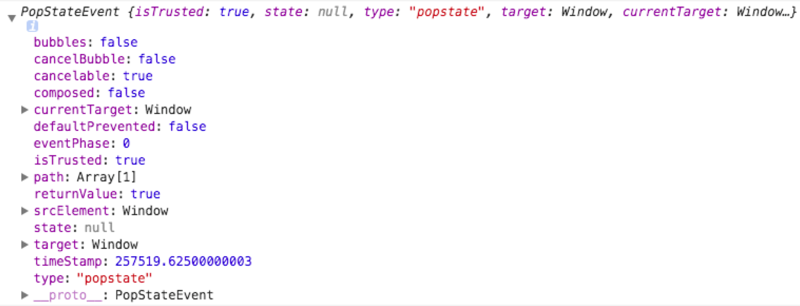 PopStateEvent {isTrusted: true, state: null, type: "popstate", target: Window, currentTarget: Window…}
i
bubbles: false
cancelBubble: false
cancelable: true
composed: false
currentTarget: Window
defaultPrevented: false
eventPhase: 0
isTrusted: true
path: Array[1]
returnValue: true
srcElement: Window
state: null
target: Window
timeStamp: 257519.62500000003
type: "popstate"
__proto__: PopStateEvent